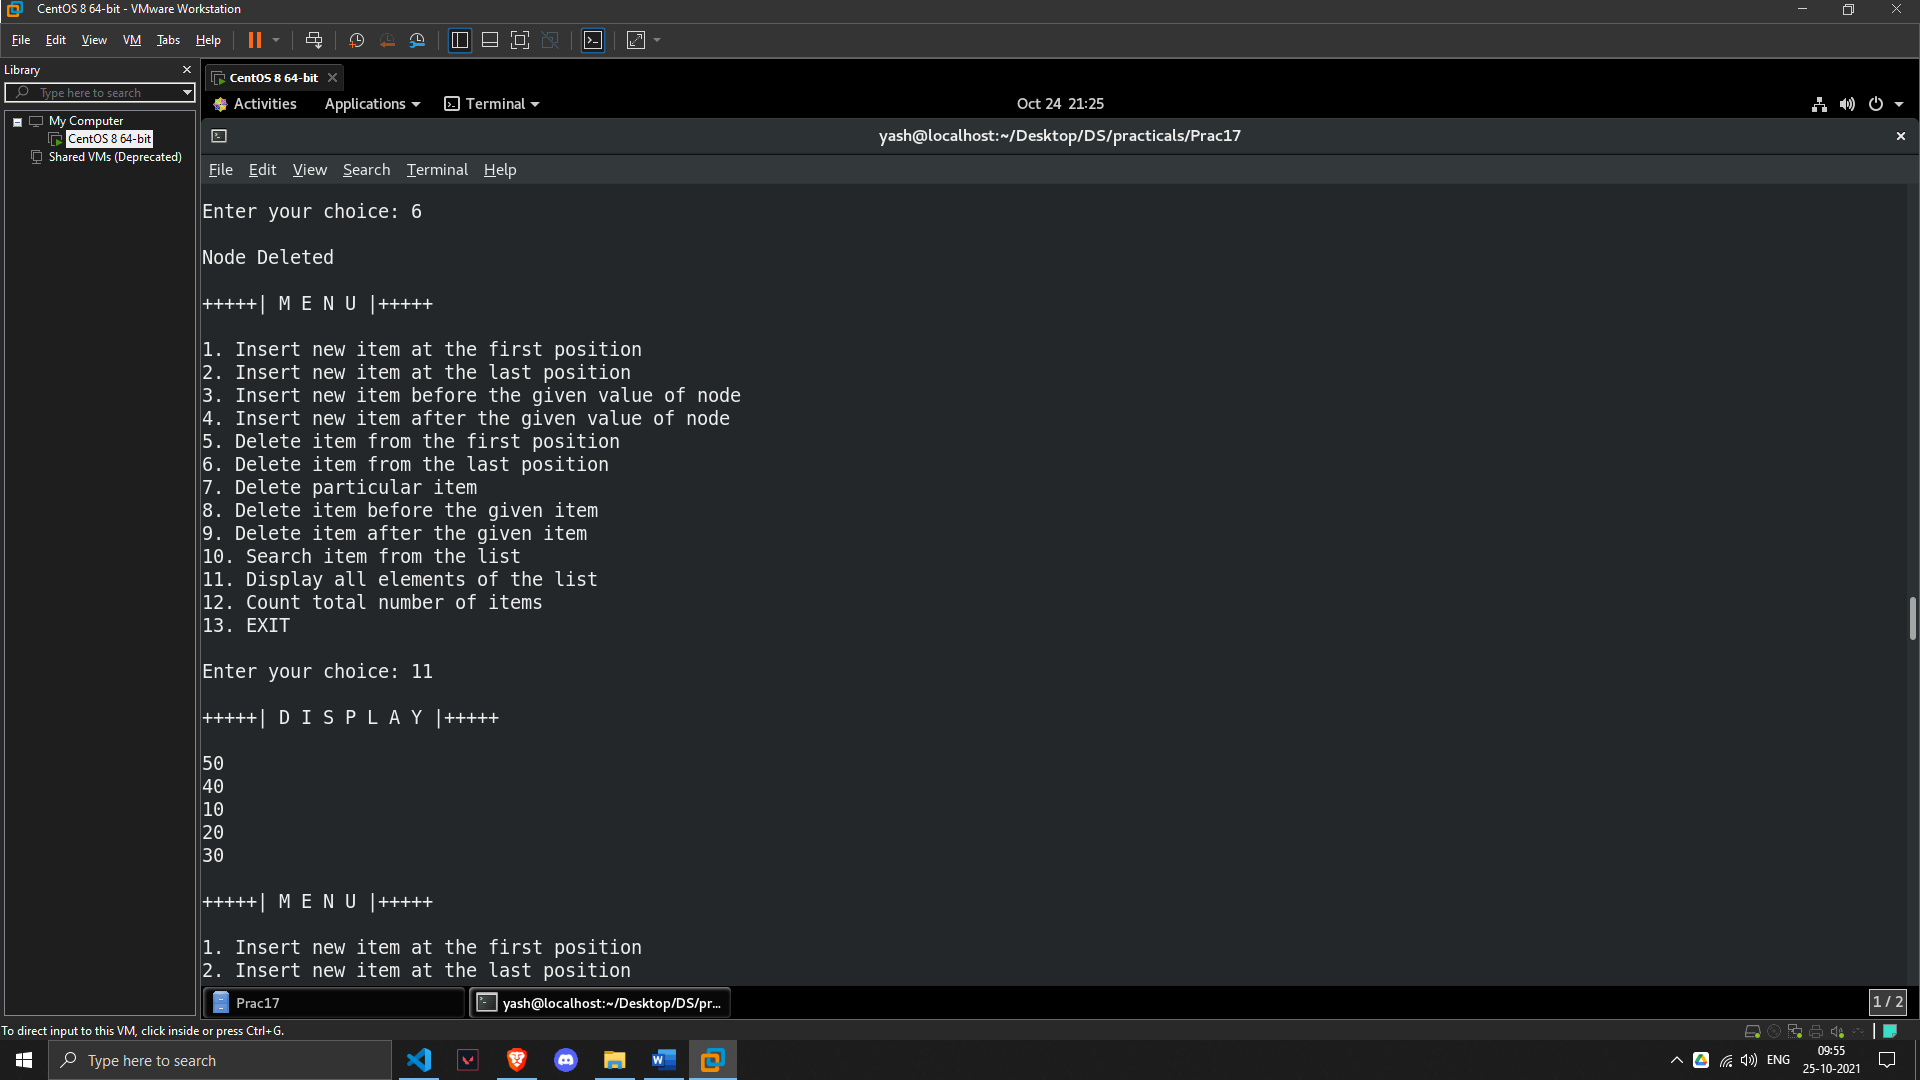 CentOS 8 64-bit - VMware Workstation
File Edit View VM Tabs Help
Library
Type here to search
My Computer
CentOS 8 64-bit
Shared VMs (Deprecated)
CentOS 8 64-bit
Activities Applications Terminal Oct 24 21:25
yash@localhost:~/Desktop/DS/practicals/Prac17
File Edit View Search Terminal Help
Enter your choice: 6
Node Deleted
+++++| M E N U |+++++
1. Insert new item at the first position
2. Insert new item at the last position
3. Insert new item before the given value of node
4. Insert new item after the given value of node
5. Delete item from the first position
6. Delete item from the last position
7. Delete particular item
8. Delete item before the given item
9. Delete item after the given item
10. Search item from the list
11. Display all elements of the list
12. Count total number of items
13. EXIT
Enter your choice: 11
+++++| D I S P L A Y |+++++
50
40
10
20
30
+++++| M E N U |+++++
1. Insert new item at the first position
2. Insert new item at the last position
Prac17 yash@localhost:~/Desktop/DS/pr... 1 / 2
To direct input to this VM, click inside or press Ctrl+G.
Type here to search
ENG
09:55
25-10-2021